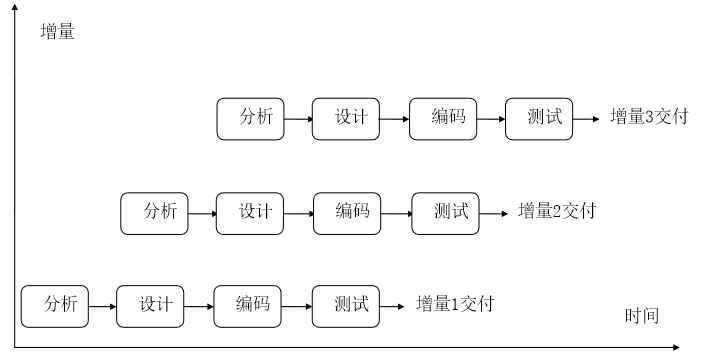 增量
分析 设计 编码 测试 增量3交付
分析 设计 编码 测试 增量2交付
分析 设计 编码 测试 增量1交付
时间